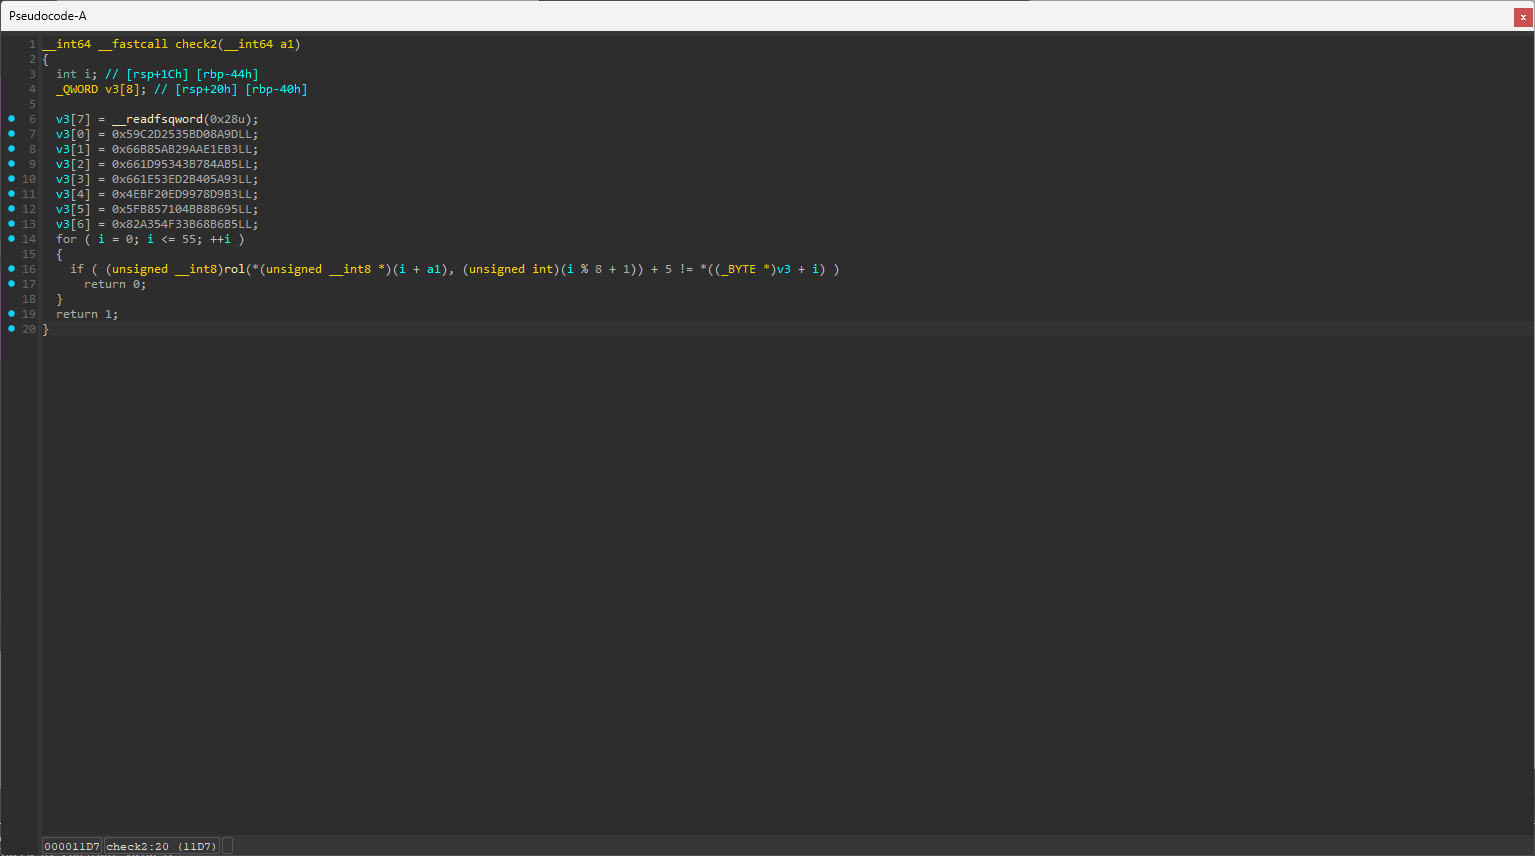 Pseudocode-A
x
1 __int64 __fastcall check2(__int64 a1)
2 {
3   int i; // [rsp+1Ch] [rbp-44h]
4   _QWORD v3[8]; // [rsp+20h] [rbp-40h]
5
6   v3[7] = __readfsqword(0x28u);
7   v3[0] = 0x59C2D2535BD08A9DLL;
8   v3[1] = 0x66B85AB29AAE1EB3LL;
9   v3[2] = 0x661D95343B784AB5LL;
10   v3[3] = 0x661E53ED2B405A93LL;
11   v3[4] = 0x4EBF20ED9978D9B3LL;
12   v3[5] = 0x5FB857104BB8B695LL;
13   v3[6] = 0x82A354F33B68B6B5LL;
14   for ( i = 0; i <= 55; ++i )
15   {
16     if ( (unsigned __int8)rol(*(unsigned __int8 *)(i + a1), (unsigned int)(i % 8 + 1)) + 5 != *((_BYTE *)v3 + i) )
17       return 0;
18   }
19   return 1;
20 }
000011D7 check2:20 (11D7)